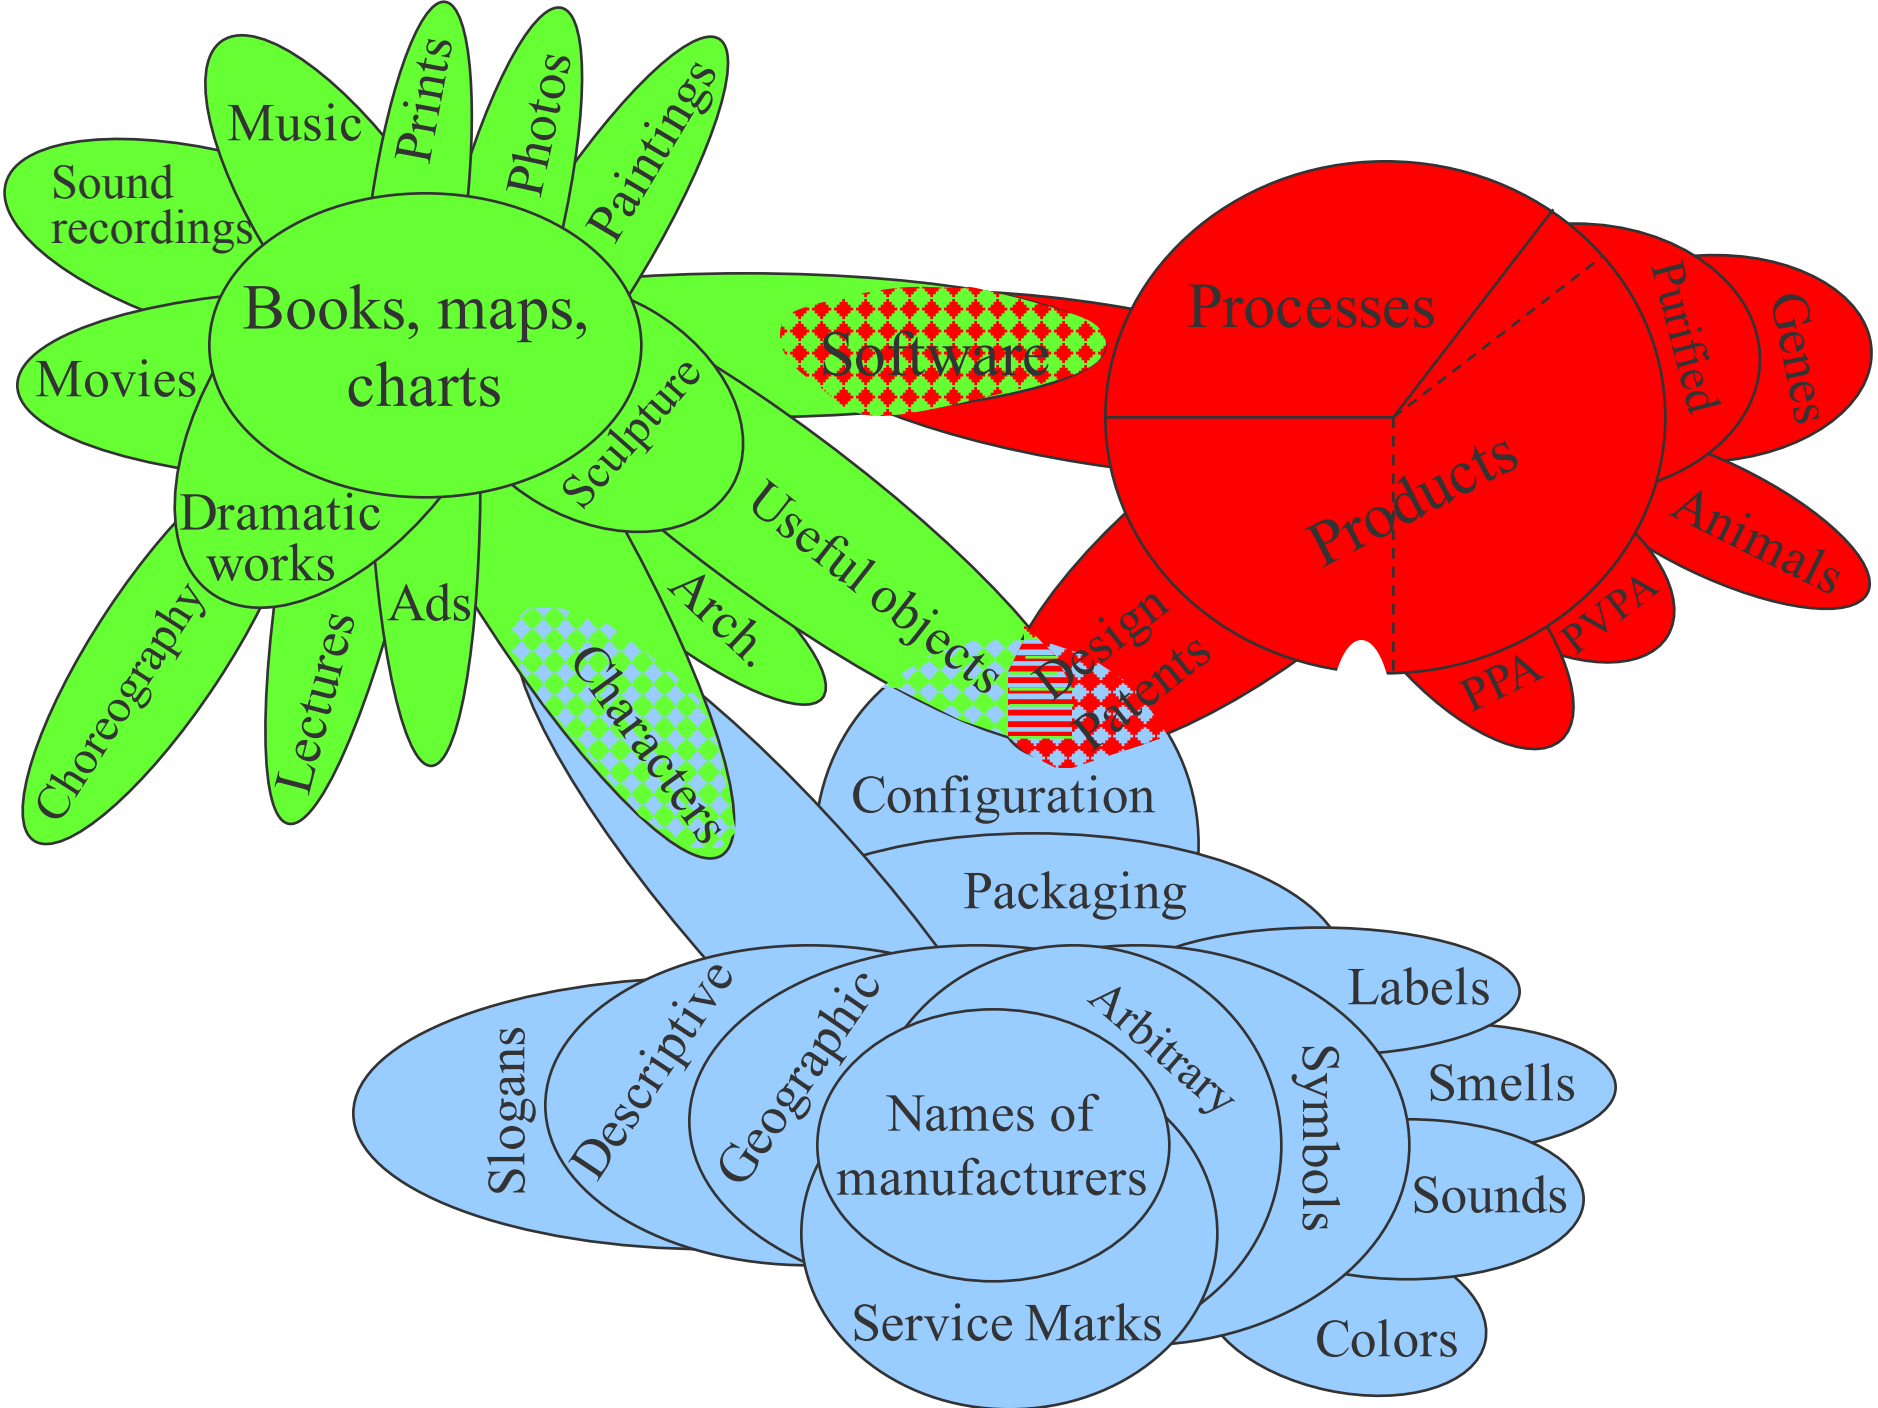 Prints
Photos
Paintings
Music
Sound
recordings
Books, maps,
charts
Movies
Sculpture
Dramatic
works
Choreography
Lectures
Ads
Characters
Arch.
Useful objects
Software
Processes
Products
Purified
Genes
Animals
PVPA
PPA
Design
Patents
Configuration
Packaging
Labels
Smells
Sounds
Colors
Symbols
Arbitrary
Geographic
Descriptive
Slogans
Names of
manufacturers
Service Marks